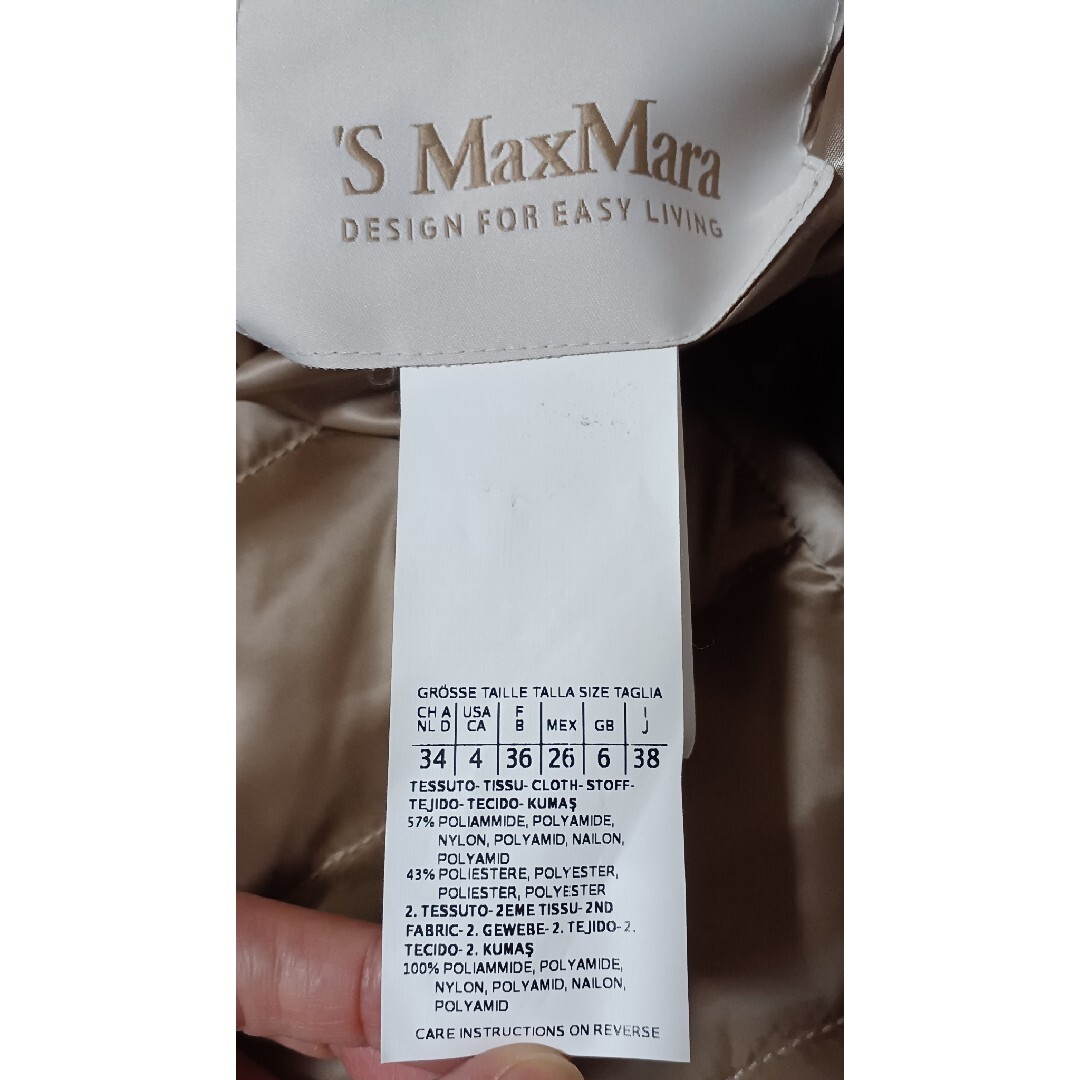 'S MaxMara
DESIGN FOR EASY LIVING
GRÖSSE TAILLE TALLA SIZE TAGLIA
CH A USA F I
NL D CA B MEX GB J
34 4 36 26 6 38
TESSUTO-TISSU-CLOTH-STOFF-
TEJIDO-TECIDO-KUMAŞ
57% POLIAMMIDE, POLYAMIDE,
NYLON, POLYAMID, NAILON,
POLYAMID
43% POLIESTERE, POLYESTER,
POLIESTER, POLYESTER
2. TESSUTO-2EME TISSU-2ND
FABRIC-2. GEWEBE-2. TEJIDO-2.
TECIDO-2. KUMAŞ
100% POLIAMMIDE, POLYAMIDE,
NYLON, POLYAMID, NAILON,
POLYAMID
CARE INSTRUCTIONS ON REVERSE